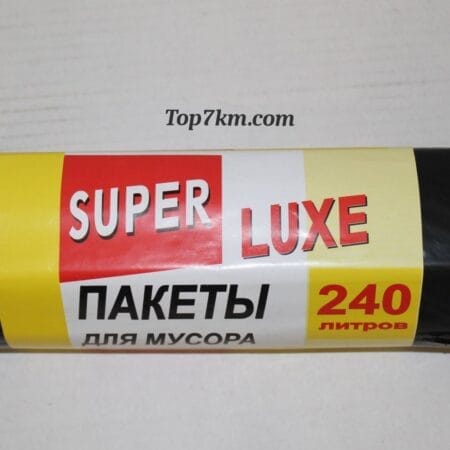 Top7km.com
SUPER
LUXE
ПАКЕТЫ
ДЛЯ МУСОРА
240
ЛИТРОВ